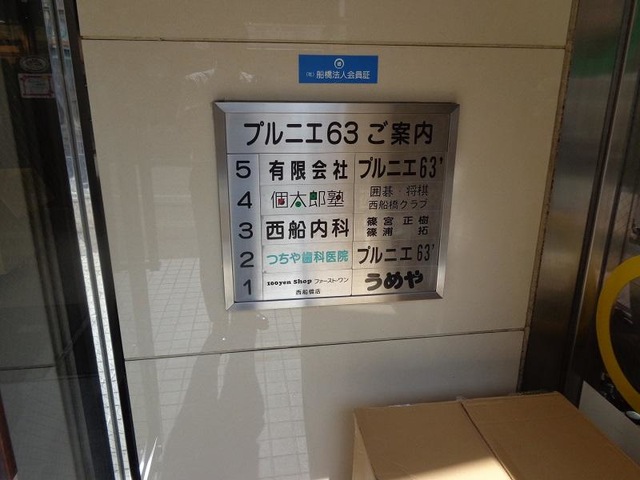 (社) 船橋法人会員証
プルニエ63 ご案内
5 有限会社 プルニエ63'
4 個太郎塾 囲碁・将棋
西船橋クラブ
3 西船内科 篠宮 正樹
篠浦 拓
2 つちや歯科医院 プルニエ63'
1 100yen Shop ファースト・ワン うめや
西船橋店